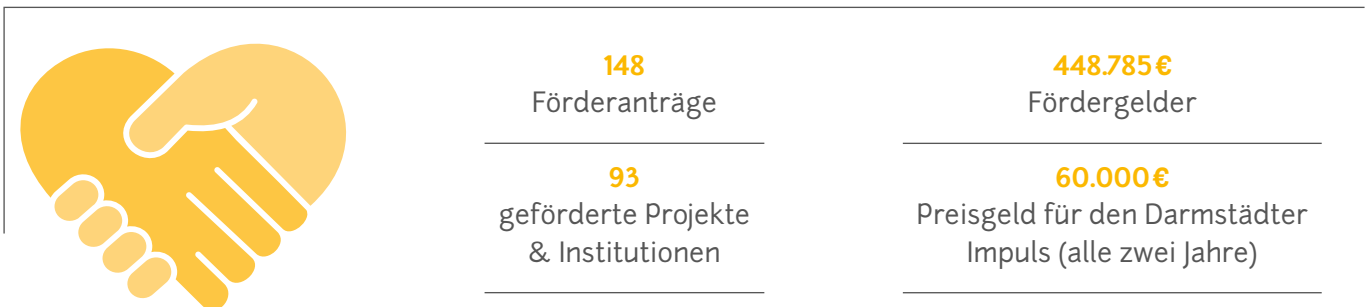 148
Förderanträge
448.785 €
Fördergelder
93
geförderte Projekte
& Institutionen
60.000 €
Preisgeld für den Darmstädter
Impuls (alle zwei Jahre)